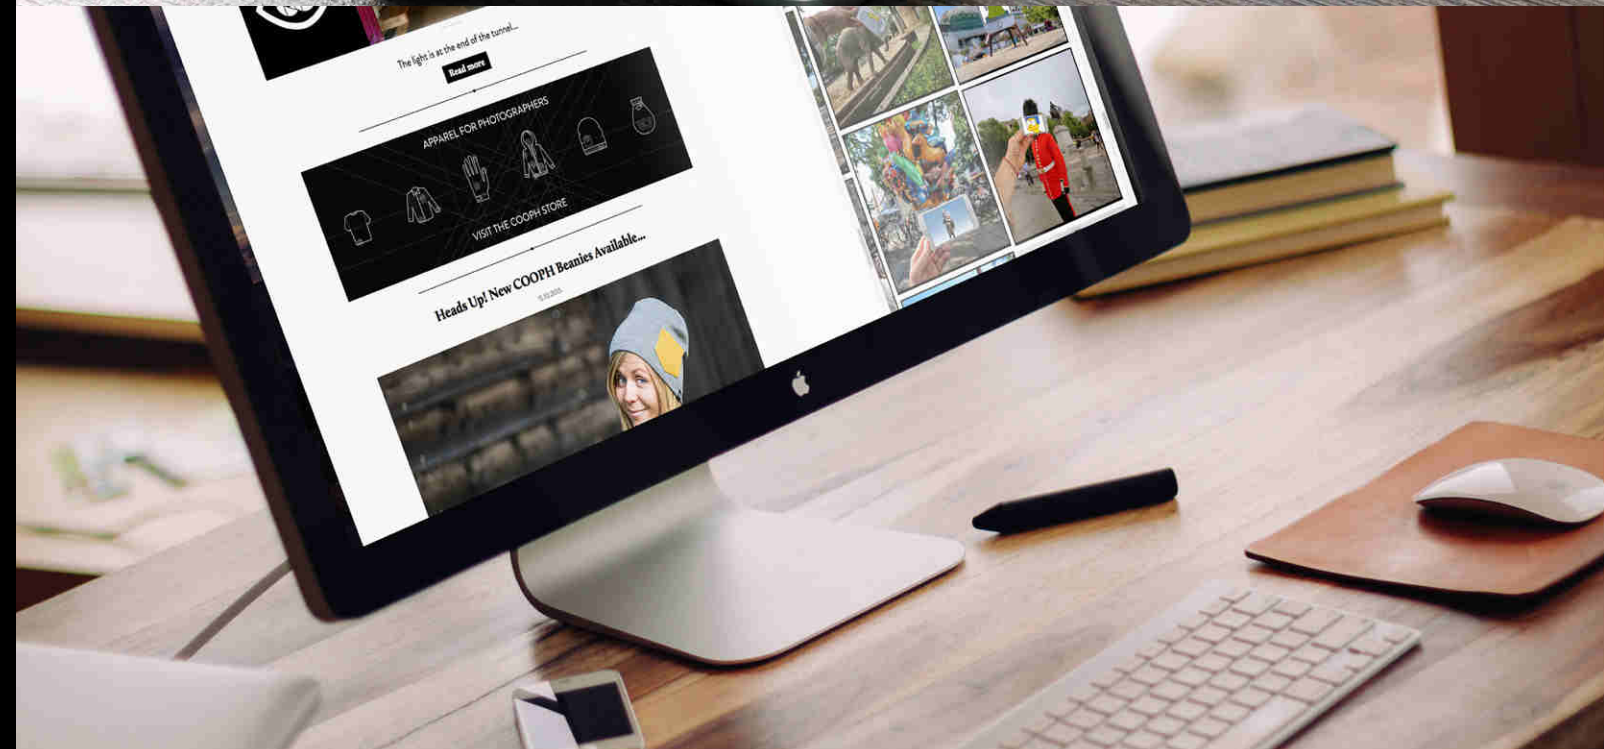 The light is at the end of the tunnel...
Read more
APPAREL FOR PHOTOGRAPHERS
VISIT THE COOPH STORE
Heads Up! New COOPH Beanies Available...